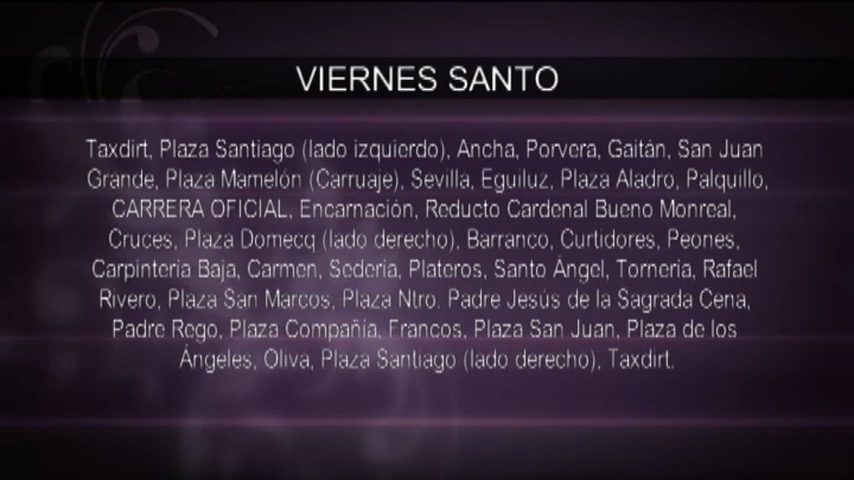 VIERNES SANTO
Taxdirt, Plaza Santiago (lado izquierdo), Ancha, Porvera, Gaitán, San Juan
Grande, Plaza Mamelón (Carruaje), Sevilla, Eguiluz, Plaza Aladro, Palquillo,
CARRERA OFICIAL, Encarnación, Reducto Cardenal Bueno Monreal,
Cruces, Plaza Domecq (lado derecho), Barranco, Curtidores, Peones,
Carpintería Baja, Carmen, Sedería, Plateros, Santo Ángel, Tornería, Rafael
Rivero, Plaza San Marcos, Plaza Ntro. Padre Jesús de la Sagrada Cena,
Padre Rego, Plaza Compañía, Francos, Plaza San Juan, Plaza de los
Ángeles, Oliva, Plaza Santiago (lado derecho), Taxdirt.